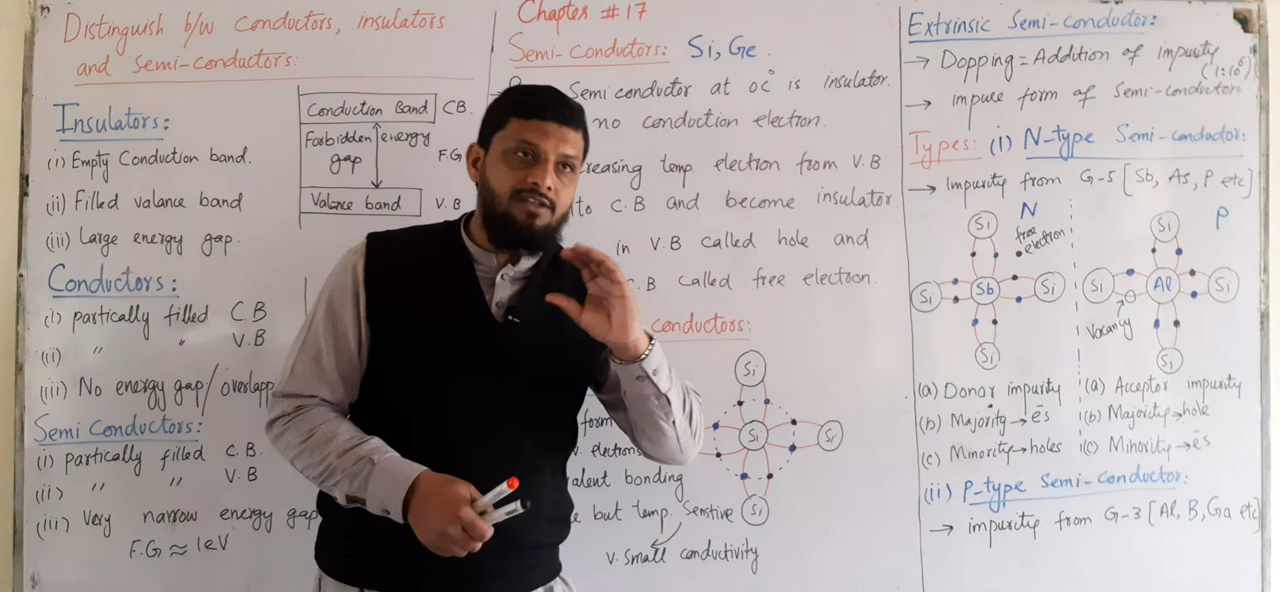 Distinguish b/w conductors, insulators
and semi-conductors:
Insulators:
(i) Empty Conduction band.
(ii) Filled valance band
(iii) Large energy gap.
Conduction Band CB.
Forbidden energy
gap F.G
Valance band V.B
Conductors:
(i) partically filled C.B
(ii) " " V.B
(iii) No energy gap/overlapp
Semi Conductors:
(i) partically filled C.B.
(ii) " " V.B
(iii) Very narrow energy gap
F.G ≈ 1eV
Chapter #17
Semi-Conductors: Si, Ge.
Semi conductor at 0c° is insulator.
no conduction electron.
creasing temp. election from V.B
to C.B and become insulator
in V.B called hole and
.B called free electron.
conductors:
form
v. electrons
alent bonding
e but temp. Senstive
v. small conductivity
Si
Si
Si
Si
Extrinsic Semi-conductor:
→ Dopping = Addition of impurity
(1:10⁶)
→ impure form of Semi-conductor
Types: (i) N-type Semi-conductor:
→ Impurity from G-5 [Sb, As, P etc]
Si N
free electron
Si Sb Si
Si
Si P
Si Al Si
Vacancy
Si
(a) Donor impurity
(b) Majority → ēs
(c) Minority → holes
(a) Acceptor impurity
(b) Majority → hole
(c) Minority → ēs
(ii) P-type Semi-conductor:
→ impurity from G-3 [Al, B, Ga etc]